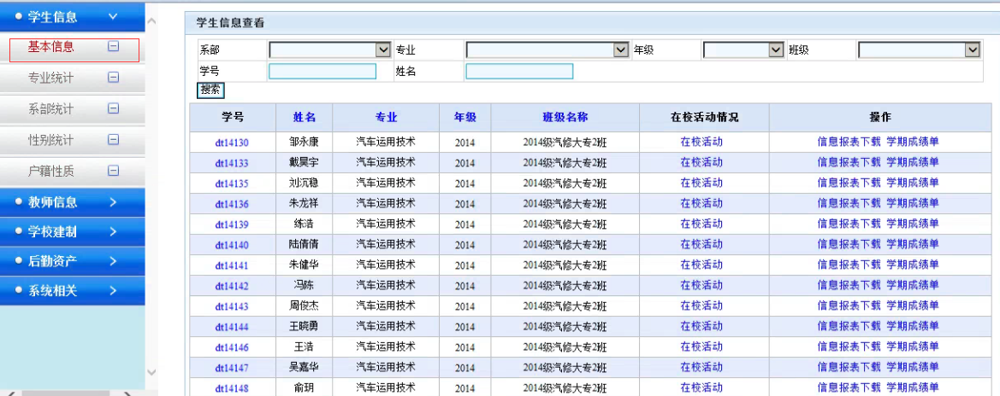 学生信息
基本信息
专业统计
系部统计
性别统计
户籍性质
教师信息
学校建制
后勤资产
系统相关
学生信息查看
系部 专业 年级 班级
学号 姓名
搜索
学号 姓名 专业 年级 班级名称 在校活动情况 操作
dt14130 邹永康 汽车运用技术 2014 2014级汽修大专2班 在校活动 信息报表下载 学期成绩单
dt14133 戴昊宇 汽车运用技术 2014 2014级汽修大专2班 在校活动 信息报表下载 学期成绩单
dt14135 刘沉稳 汽车运用技术 2014 2014级汽修大专2班 在校活动 信息报表下载 学期成绩单
dt14136 朱龙祥 汽车运用技术 2014 2014级汽修大专2班 在校活动 信息报表下载 学期成绩单
dt14139 练浩 汽车运用技术 2014 2014级汽修大专2班 在校活动 信息报表下载 学期成绩单
dt14140 陆倩倩 汽车运用技术 2014 2014级汽修大专2班 在校活动 信息报表下载 学期成绩单
dt14141 朱健华 汽车运用技术 2014 2014级汽修大专2班 在校活动 信息报表下载 学期成绩单
dt14142 冯陈 汽车运用技术 2014 2014级汽修大专2班 在校活动 信息报表下载 学期成绩单
dt14143 周俊杰 汽车运用技术 2014 2014级汽修大专2班 在校活动 信息报表下载 学期成绩单
dt14144 王晓勇 汽车运用技术 2014 2014级汽修大专2班 在校活动 信息报表下载 学期成绩单
dt14146 王浩 汽车运用技术 2014 2014级汽修大专2班 在校活动 信息报表下载 学期成绩单
dt14147 吴嘉华 汽车运用技术 2014 2014级汽修大专2班 在校活动 信息报表下载 学期成绩单
dt14148 俞玥 汽车运用技术 2014 2014级汽修大专2班 在校活动 信息报表下载 学期成绩单